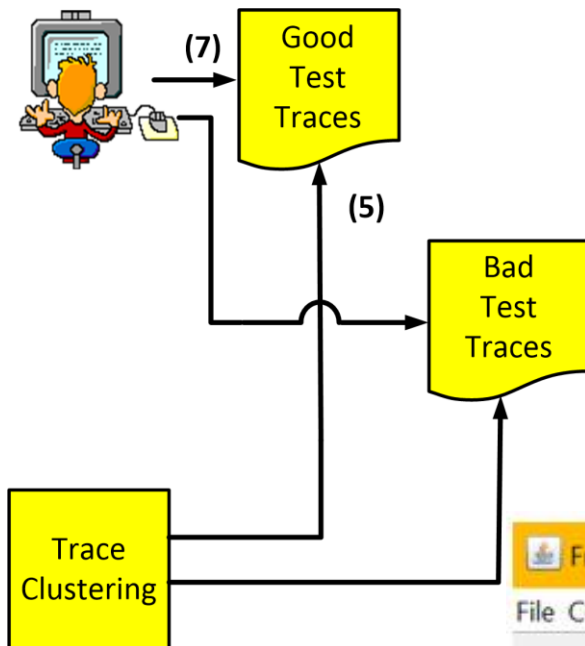 (7)
Good
Test
Traces
(5)
Bad
Test
Traces
Trace
Clustering
File